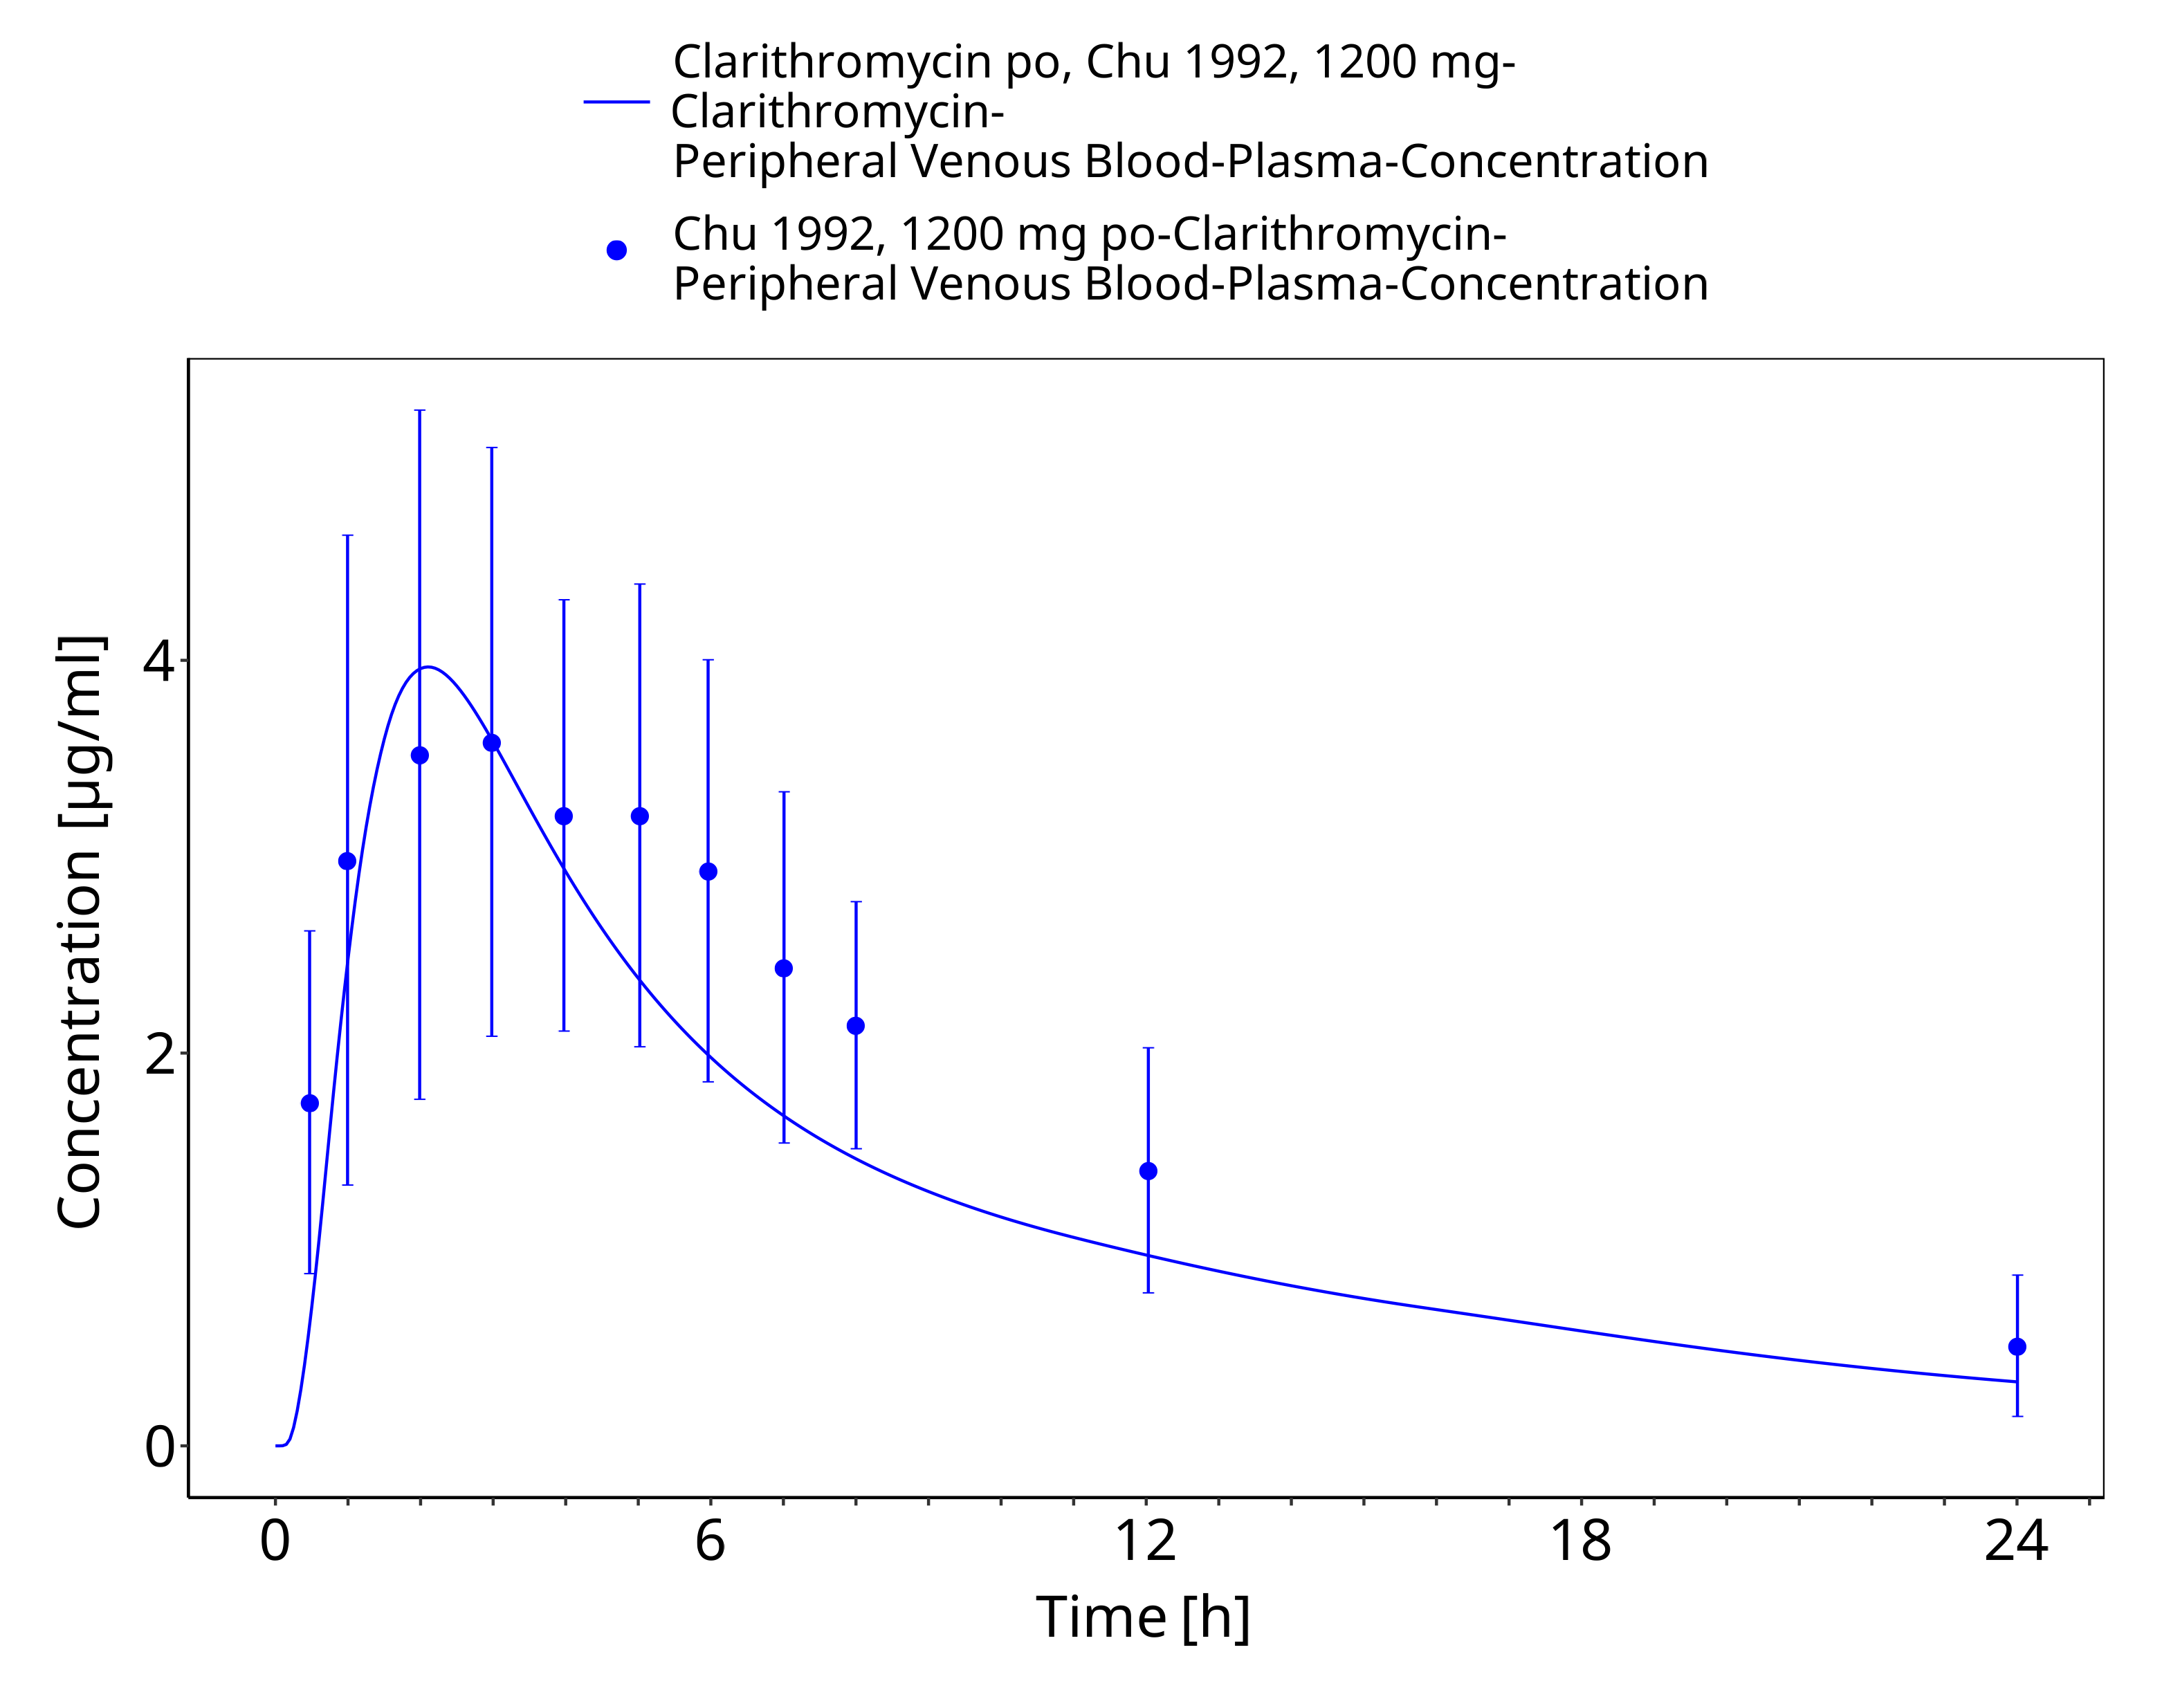 Clarithromycin po, Chu 1992, 1200 mg-
Clarithromycin-
Peripheral Venous Blood-Plasma-Concentration
Chu 1992, 1200 mg po-Clarithromycin-
Peripheral Venous Blood-Plasma-Concentration
Concentration [µg/ml]
4
2
0
0 6 12 18 24
Time [h]